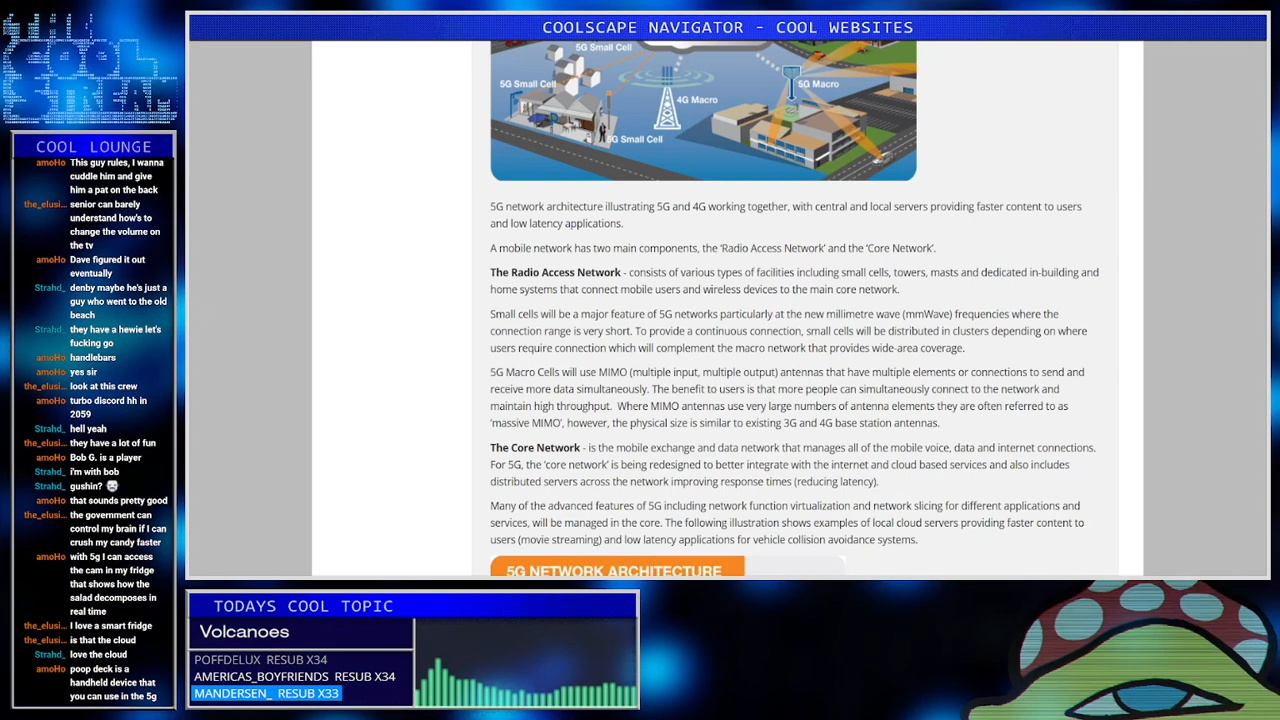 COOLSCAPE NAVIGATOR - COOL WEBSITES
COOL LOUNGE
amoHo This guy rules, I wanna
cuddle him and give
him a pat on the back
the_elusi... senior can barely
understand how's to
change the volume on
the tv
amoHo Dave figured it out
eventually
Strahd_ denby maybe he's just a
guy who went to the old
beach
Strahd_ they have a hewie let's
fucking go
amoHo handlebars
amoHo yes sir
the_elusi... look at this crew
amoHo turbo discord hh in
2059
Strahd_ hell yeah
the_elusi... they have a lot of fun
amoHo Bob G. is a player
Strahd_ i'm with bob
Strahd_ gushin?
amoHo that sounds pretty good
the_elusi... the government can
control my brain if I can
crush my candy faster
amoHo with 5g I can access
the cam in my fridge
that shows how the
salad decomposes in
real time
the_elusi... I love a smart fridge
the_elusi... is that the cloud
Strahd_ love the cloud
amoHo poop deck is a
handheld device that
you can use in the 5g
5G Small Cell
5G Small Cell
4G Macro
5G Macro
5G Small Cell
5G network architecture illustrating 5G and 4G working together, with central and local servers providing faster content to users
and low latency applications.
A mobile network has two main components, the 'Radio Access Network' and the 'Core Network'.
The Radio Access Network - consists of various types of facilities including small cells, towers, masts and dedicated in-building and
home systems that connect mobile users and wireless devices to the main core network.
Small cells will be a major feature of 5G networks particularly at the new millimetre wave (mmWave) frequencies where the
connection range is very short. To provide a continuous connection, small cells will be distributed in clusters depending on where
users require connection which will complement the macro network that provides wide-area coverage.
5G Macro Cells will use MIMO (multiple input, multiple output) antennas that have multiple elements or connections to send and
receive more data simultaneously. The benefit to users is that more people can simultaneously connect to the network and
maintain high throughput.  Where MIMO antennas use very large numbers of antenna elements they are often referred to as
'massive MIMO', however, the physical size is similar to existing 3G and 4G base station antennas.
The Core Network - is the mobile exchange and data network that manages all of the mobile voice, data and internet connections.
For 5G, the 'core network' is being redesigned to better integrate with the internet and cloud based services and also includes
distributed servers across the network improving response times (reducing latency).
Many of the advanced features of 5G including network function virtualization and network slicing for different applications and
services, will be managed in the core. The following illustration shows examples of local cloud servers providing faster content to
users (movie streaming) and low latency applications for vehicle collision avoidance systems.
5G NETWORK ARCHITECTURE
TODAYS COOL TOPIC
Volcanoes
POFFDELUX RESUB X34
AMERICAS_BOYFRIENDS RESUB X34
MANDERSEN_ RESUB X33